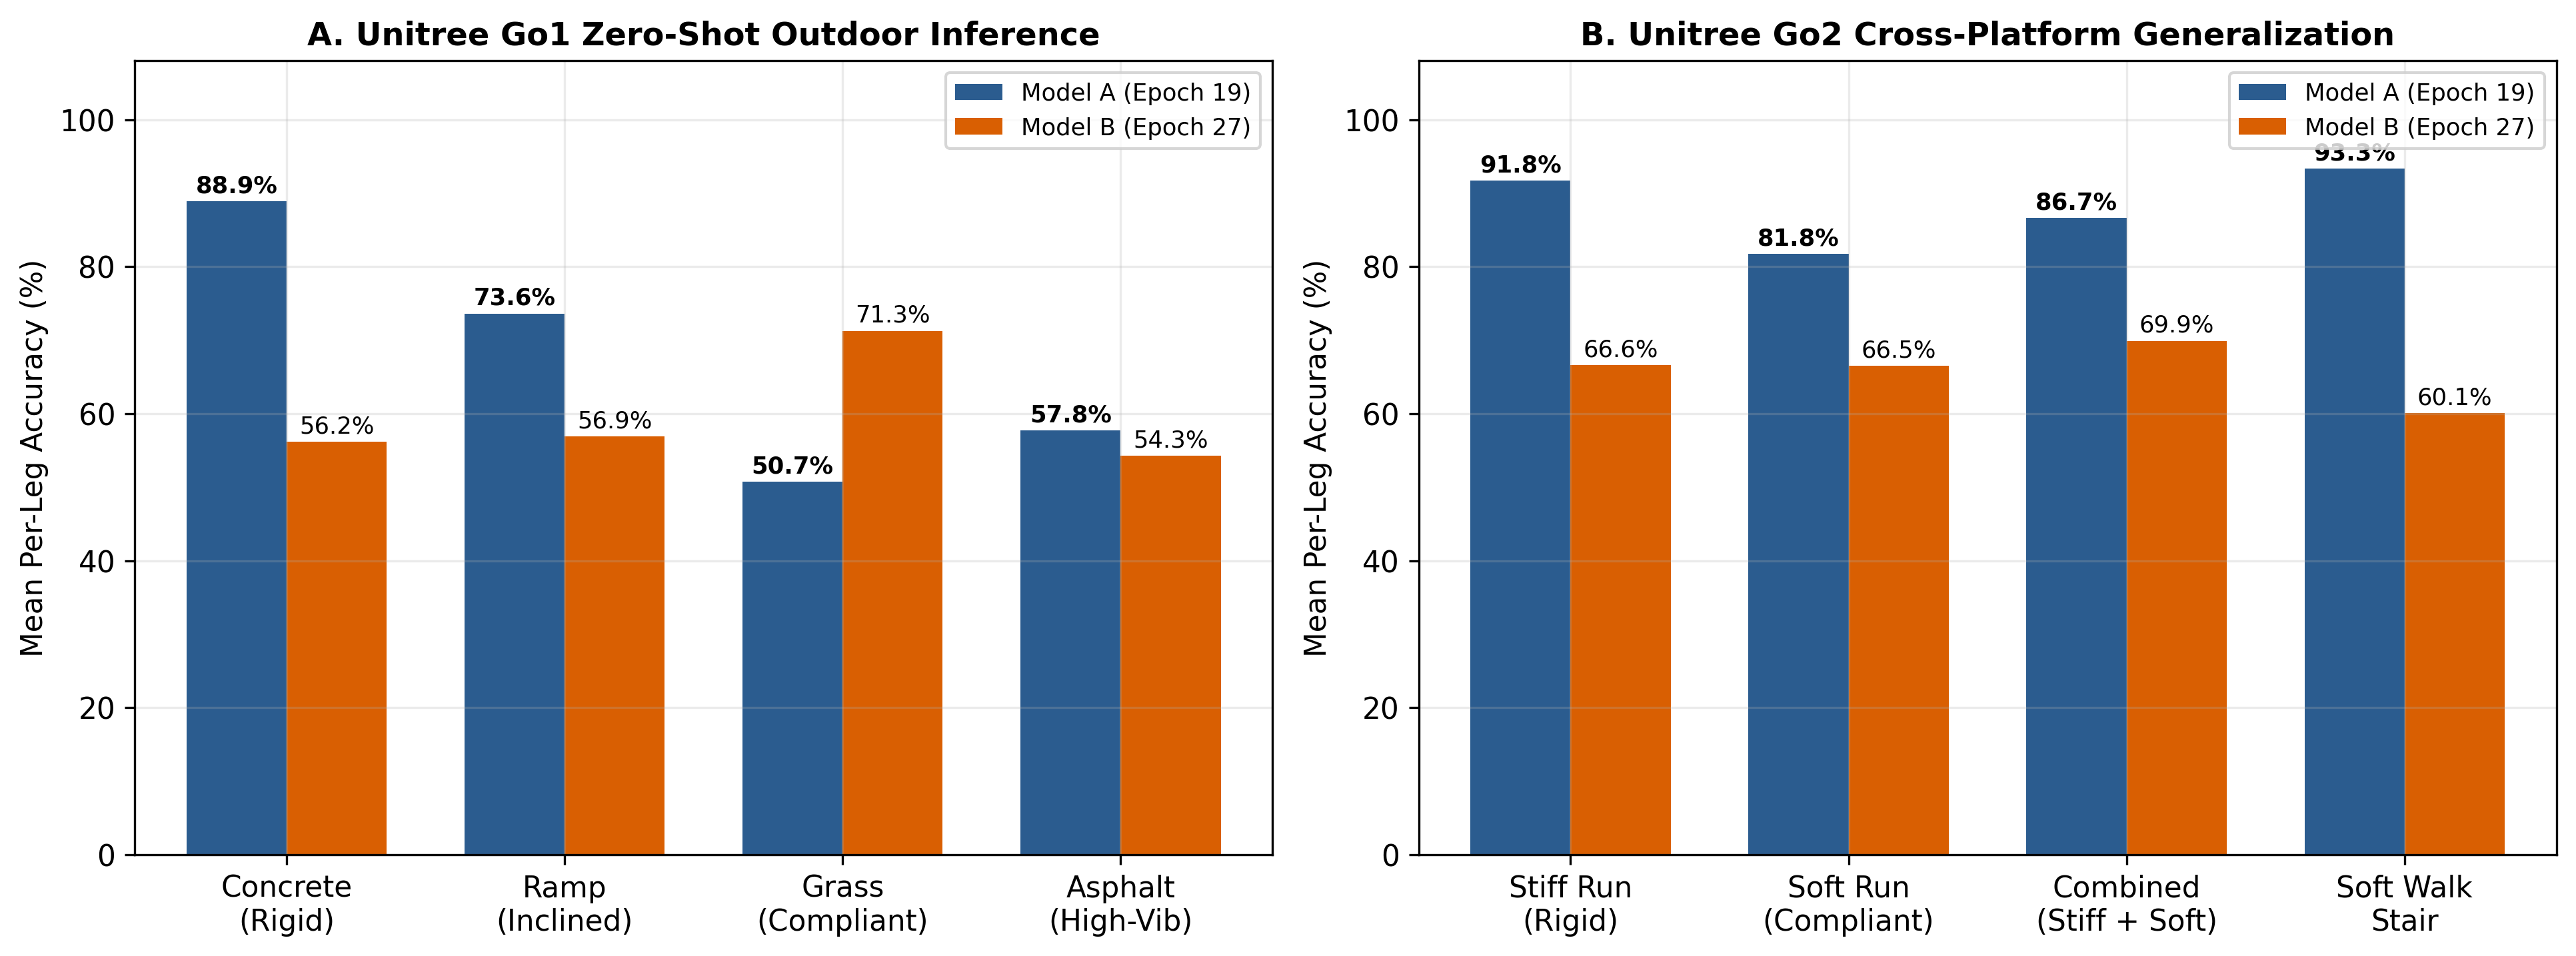 A. Unitree Go1 Zero-Shot Outdoor Inference
Mean Per-Leg Accuracy (%)
100
80
60
40
20
0
Model A (Epoch 19)
Model B (Epoch 27)
88.9%
56.2%
73.6%
56.9%
50.7%
71.3%
57.8%
54.3%
Concrete
(Rigid)
Ramp
(Inclined)
Grass
(Compliant)
Asphalt
(High-Vib)
B. Unitree Go2 Cross-Platform Generalization
Mean Per-Leg Accuracy (%)
100
80
60
40
20
0
Model A (Epoch 19)
Model B (Epoch 27)
91.8%
66.6%
81.8%
66.5%
86.7%
69.9%
93.3%
60.1%
Stiff Run
(Rigid)
Soft Run
(Compliant)
Combined
(Stiff + Soft)
Soft Walk
Stair